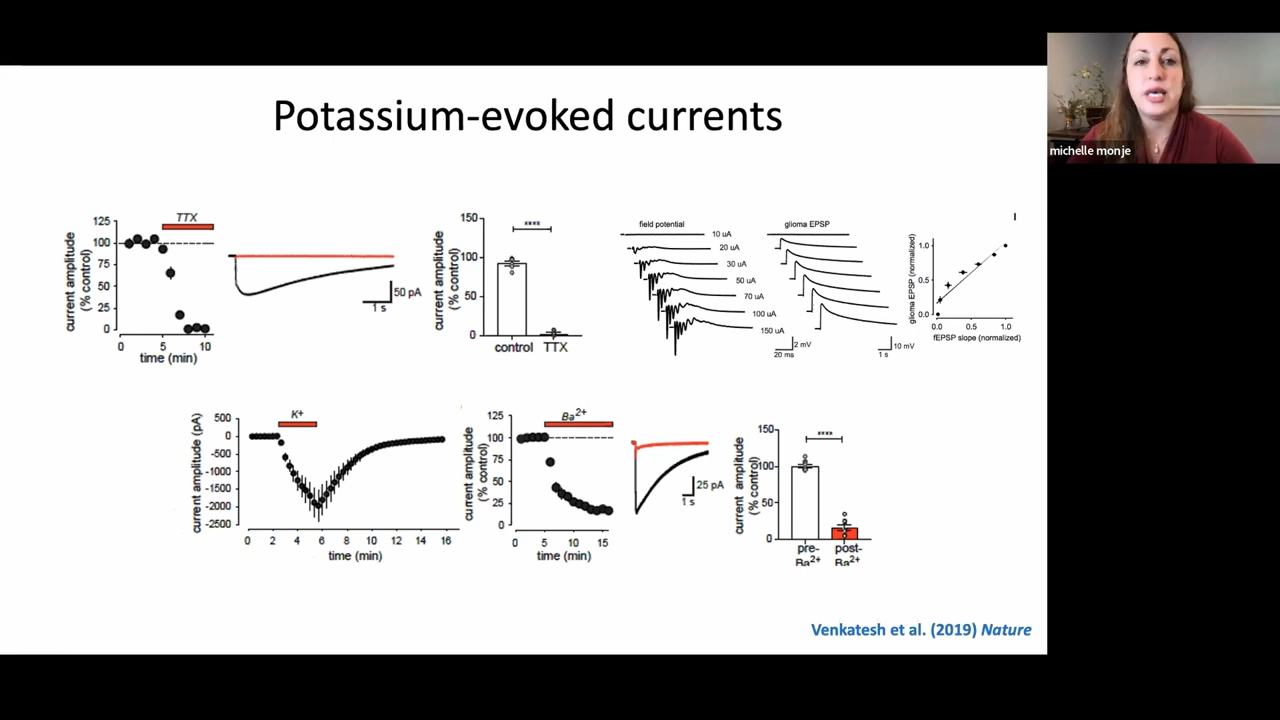 Potassium-evoked currents
michelle monje
TTX
current amplitude
(% control)
125
100
75
50
25
0
0
5
10
time (min)
50 pA
1 s
current amplitude
(% control)
150
100
50
0
****
control
TTX
field potential
glioma EPSP
10 uA
20 uA
30 uA
50 uA
70 uA
100 uA
150 uA
2 mV
20 ms
10 mV
1 s
glioma EPSP (normalized)
1.0
0.5
0.0
0.0
0.5
1.0
fEPSP slope (normalized)
K+
current amplitude (pA)
500
0
-500
-1000
-1500
-2000
-2500
0
2
4
6
8
10
12
14
16
time (min)
Ba2+
current amplitude
(% control)
125
100
75
50
25
0
0
5
10
15
time (min)
25 pA
1 s
current amplitude
(% control)
150
100
50
0
****
pre-
Ba2+
post-
Ba2+
Venkatesh et al. (2019) Nature